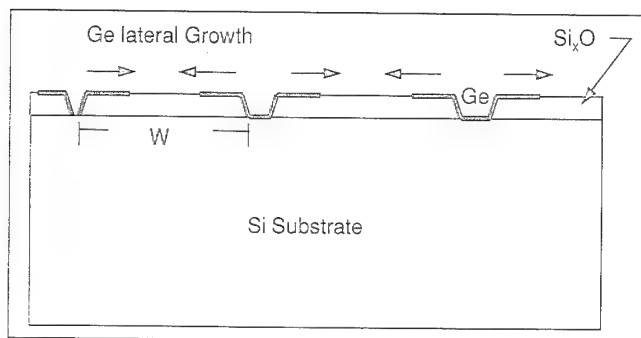 Ge lateral Growth
SiₓO
Ge
W
Si Substrate